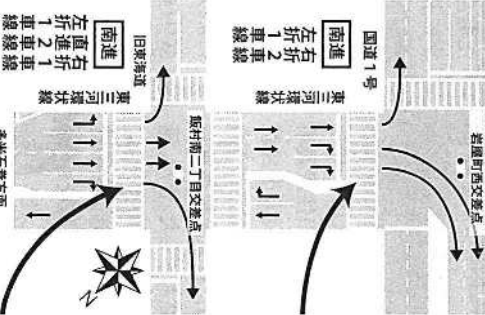 岩屋町西交差点
国道1号
南進
右折2車線
左折1車線
東三河環状線
飯村南二丁目交差点
旧東海道
南進
右折1車線
直進2車線
左折1車線
東三河環状線
N